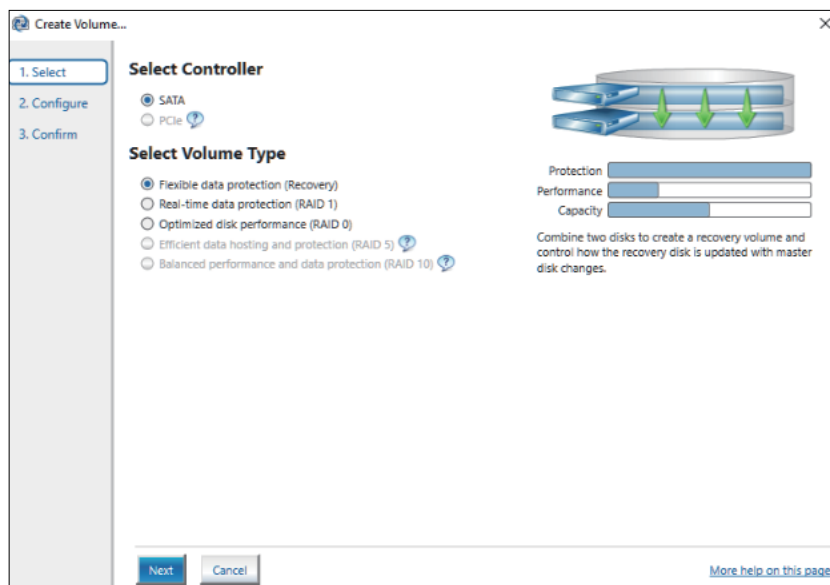 Create Volume...
1. Select
2. Configure
3. Confirm
Select Controller
SATA
PCIe
Select Volume Type
Flexible data protection (Recovery)
Real-time data protection (RAID 1)
Optimized disk performance (RAID 0)
Efficient data hosting and protection (RAID 5)
Balanced performance and data protection (RAID 10)
Protection
Performance
Capacity
Combine two disks to create a recovery volume and
control how the recovery disk is updated with master
disk changes.
Next
Cancel
More help on this page